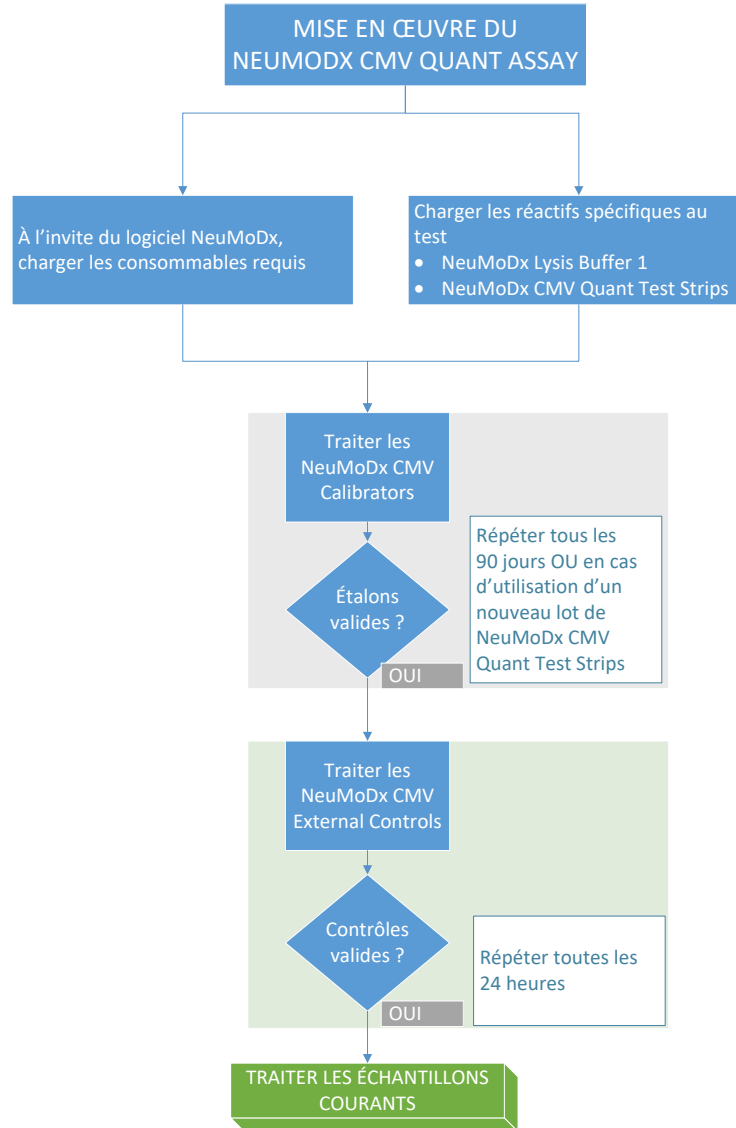 MISE EN ŒUVRE DU
NEUMODX CMV QUANT ASSAY
À l'invite du logiciel NeuMoDx,
charger les consommables requis
Charger les réactifs spécifiques au
test
• NeuMoDx Lysis Buffer 1
• NeuMoDx CMV Quant Test Strips
Traiter les
NeuMoDx CMV
Calibrators
Étalons
valides ?
OUI
Répéter tous les
90 jours OU en cas
d'utilisation d'un
nouveau lot de
NeuMoDx CMV
Quant Test Strips
Traiter les
NeuMoDx CMV
External Controls
Contrôles
valides ?
OUI
Répéter toutes les
24 heures
TRAITER LES ÉCHANTILLONS
COURANTS